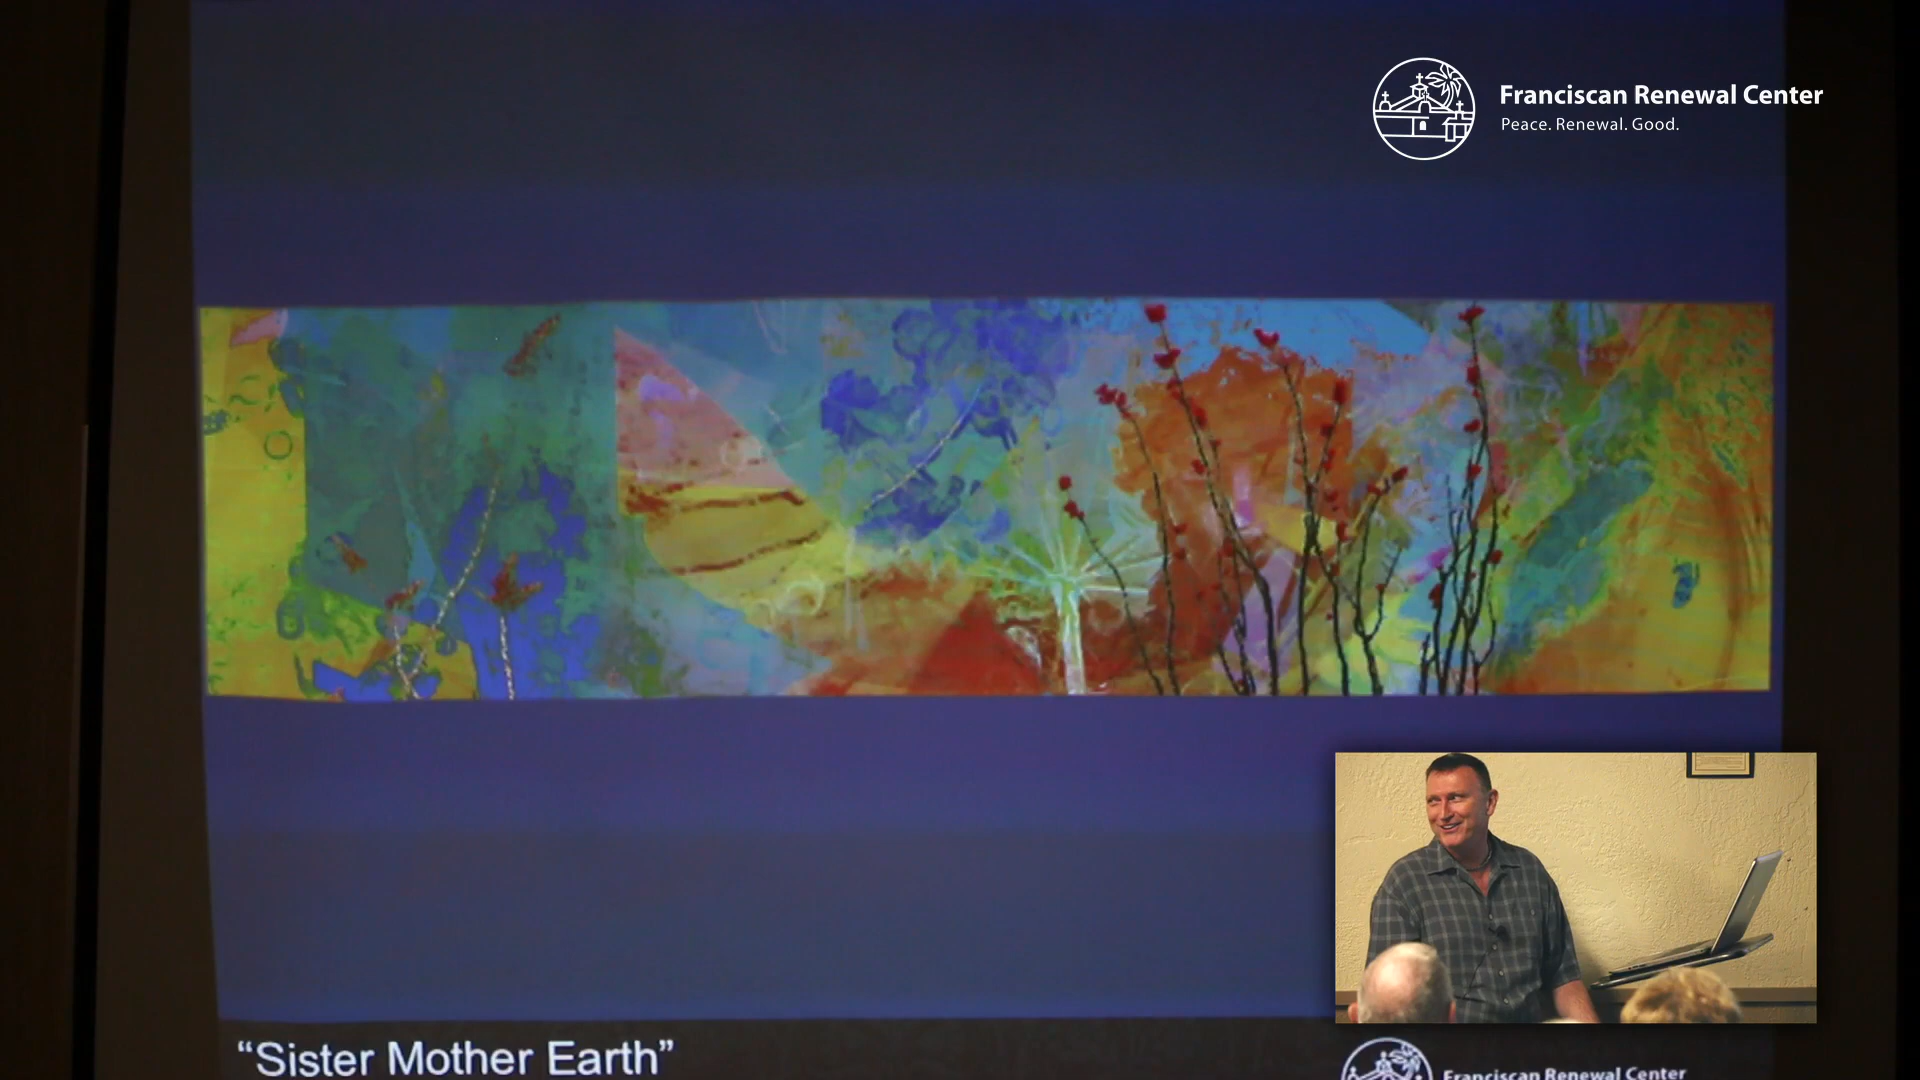 Franciscan Renewal Center
Peace. Renewal. Good.
“Sister Mother Earth”
Franciscan Renewal Center